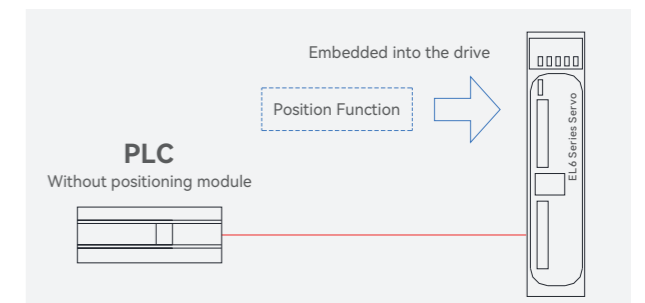 Embedded into the drive
Position Function
EL6 Series Servo
PLC
Without positioning module